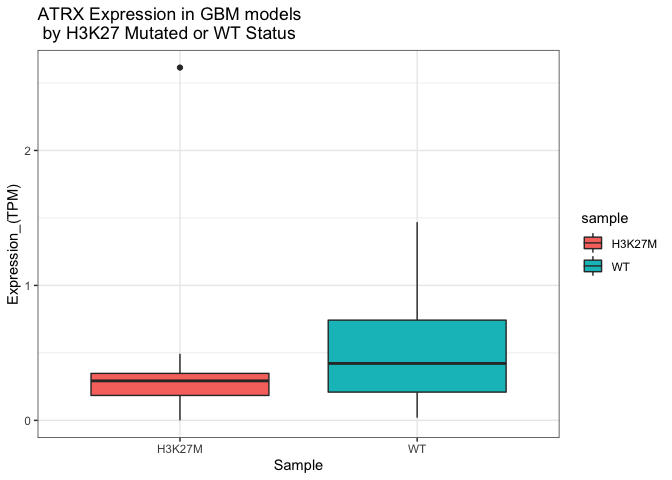 ATRX Expression in GBM models
by H3K27 Mutated or WT Status
Expression_(TPM)
2
1
0
H3K27M
WT
Sample
sample
H3K27M
WT